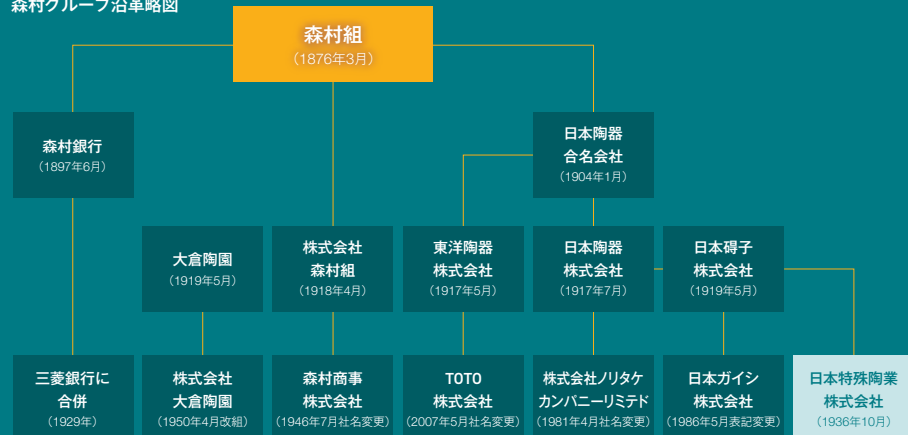 森村グループ沿革略図
森村組
（1876年3月）
森村銀行
（1897年6月）
日本陶器
合名会社
（1904年1月）
大倉陶園
（1919年5月）
株式会社
森村組
（1918年4月）
東洋陶器
株式会社
（1917年5月）
日本陶器
株式会社
（1917年7月）
日本碍子
株式会社
（1919年5月）
三菱銀行に
合併
（1929年）
株式会社
大倉陶園
（1950年4月改組）
森村商事
株式会社
（1946年7月社名変更）
TOTO
株式会社
（2007年5月社名変更）
株式会社ノリタケ
カンパニーリミテド
（1981年4月社名変更）
日本ガイシ
株式会社
（1986年5月表記変更）
日本特殊陶業
株式会社
（1936年10月）